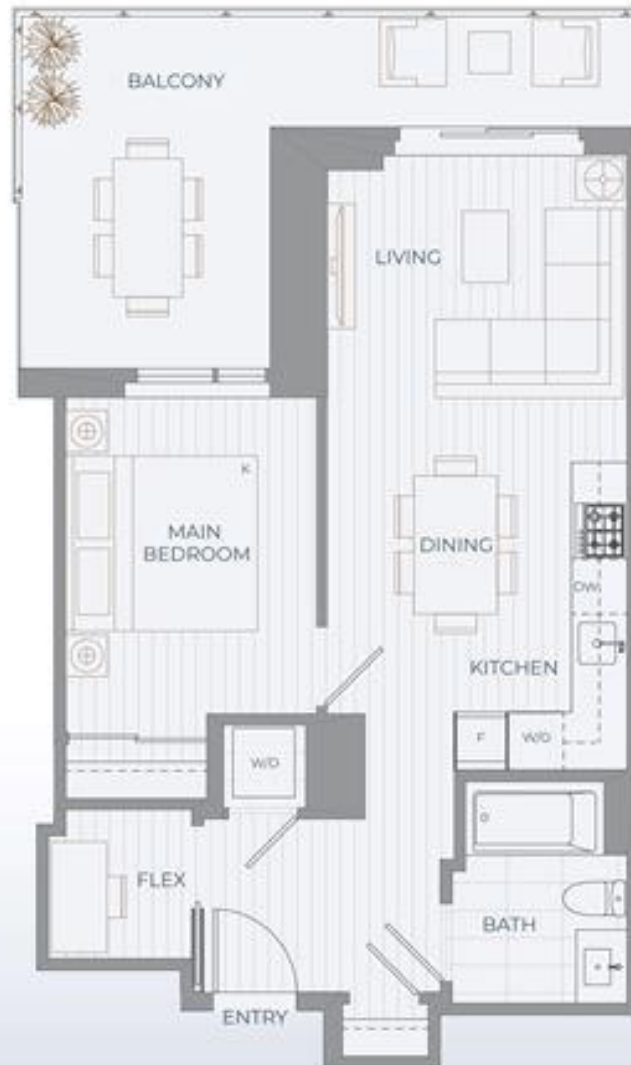 BALCONY
LIVING
K
MAIN
BEDROOM
DINING
DW
KITCHEN
F
W/O
W/D
FLEX
BATH
ENTRY